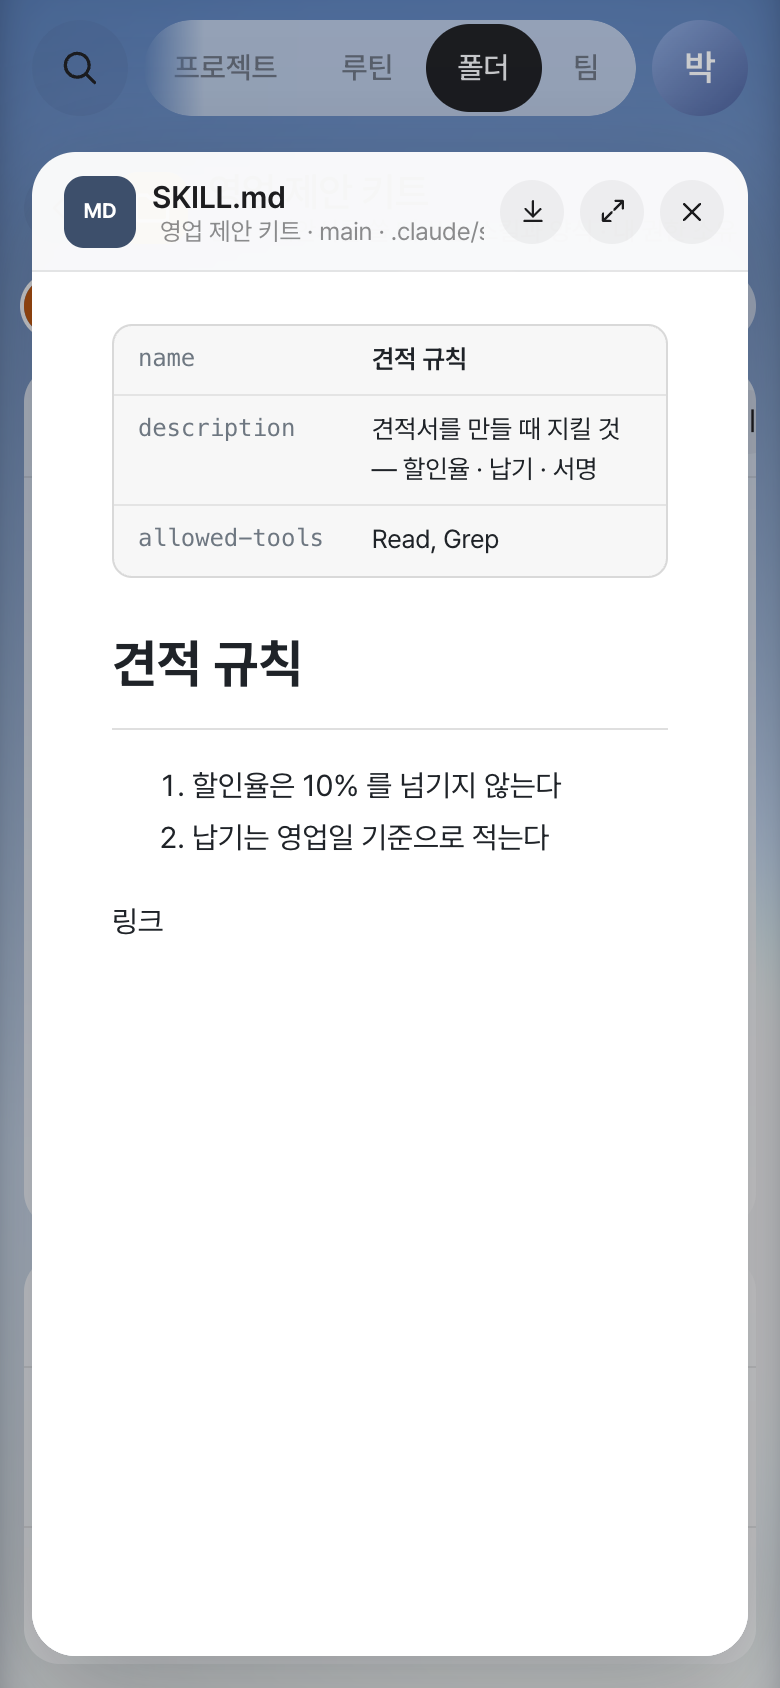 프로젝트 루틴 폴더 팀 박
MD SKILL.md
영업 제안 키트 · main · .claude/s
name 견적 규칙
description 견적서를 만들 때 지킬 것
— 할인율 · 납기 · 서명
allowed-tools Read, Grep
견적 규칙
1. 할인율은 10% 를 넘기지 않는다
2. 납기는 영업일 기준으로 적는다
링크